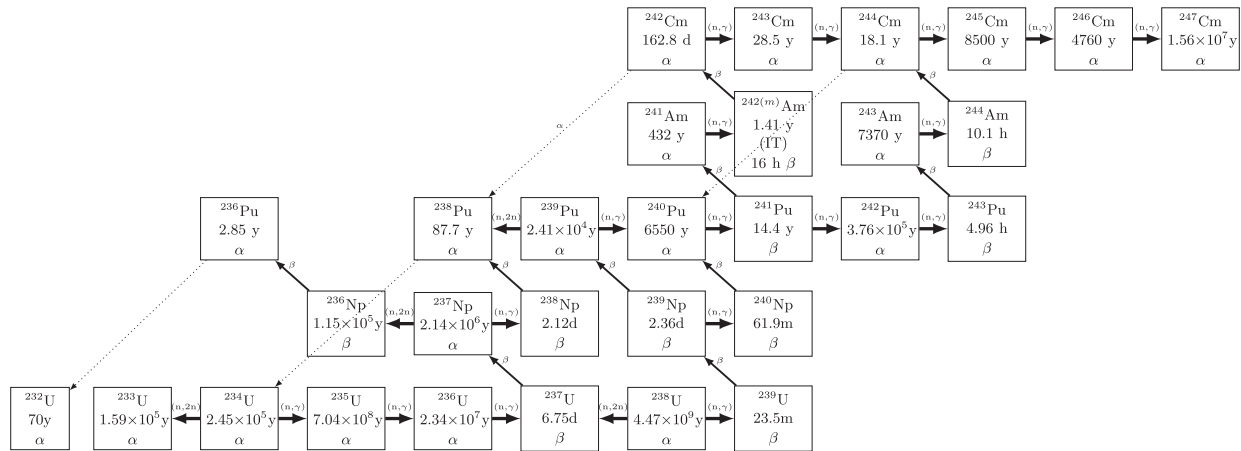 ²⁴²Cm
162.8 d
α
(n,γ)
²⁴³Cm
28.5 y
α
(n,γ)
²⁴⁴Cm
18.1 y
α
(n,γ)
²⁴⁵Cm
8500 y
α
(n,γ)
²⁴⁶Cm
4760 y
α
(n,γ)
²⁴⁷Cm
1.56×10⁷y
α
β
β
α
²⁴¹Am
432 y
α
(n,γ)
²⁴²⁽ᵐ⁾Am
1.41 y
(IT)
16 h β
²⁴³Am
7370 y
α
(n,γ)
²⁴⁴Am
10.1 h
β
β
β
²³⁶Pu
2.85 y
α
²³⁸Pu
87.7 y
α
(n,2n)
²³⁹Pu
2.41×10⁴y
α
(n,γ)
²⁴⁰Pu
6550 y
α
(n,γ)
²⁴¹Pu
14.4 y
β
(n,γ)
²⁴²Pu
3.76×10⁵y
α
(n,γ)
²⁴³Pu
4.96 h
β
β
β
β
β
²³⁶Np
1.15×10⁵y
β
(n,2n)
²³⁷Np
2.14×10⁶y
α
(n,γ)
²³⁸Np
2.12d
β
²³⁹Np
2.36d
β
(n,γ)
²⁴⁰Np
61.9m
β
β
β
²³²U
70y
α
²³³U
1.59×10⁵y
α
(n,2n)
²³⁴U
2.45×10⁵y
α
(n,γ)
²³⁵U
7.04×10⁸y
α
(n,γ)
²³⁶U
2.34×10⁷y
α
(n,γ)
²³⁷U
6.75d
β
(n,2n)
²³⁸U
4.47×10⁹y
α
(n,γ)
²³⁹U
23.5m
β